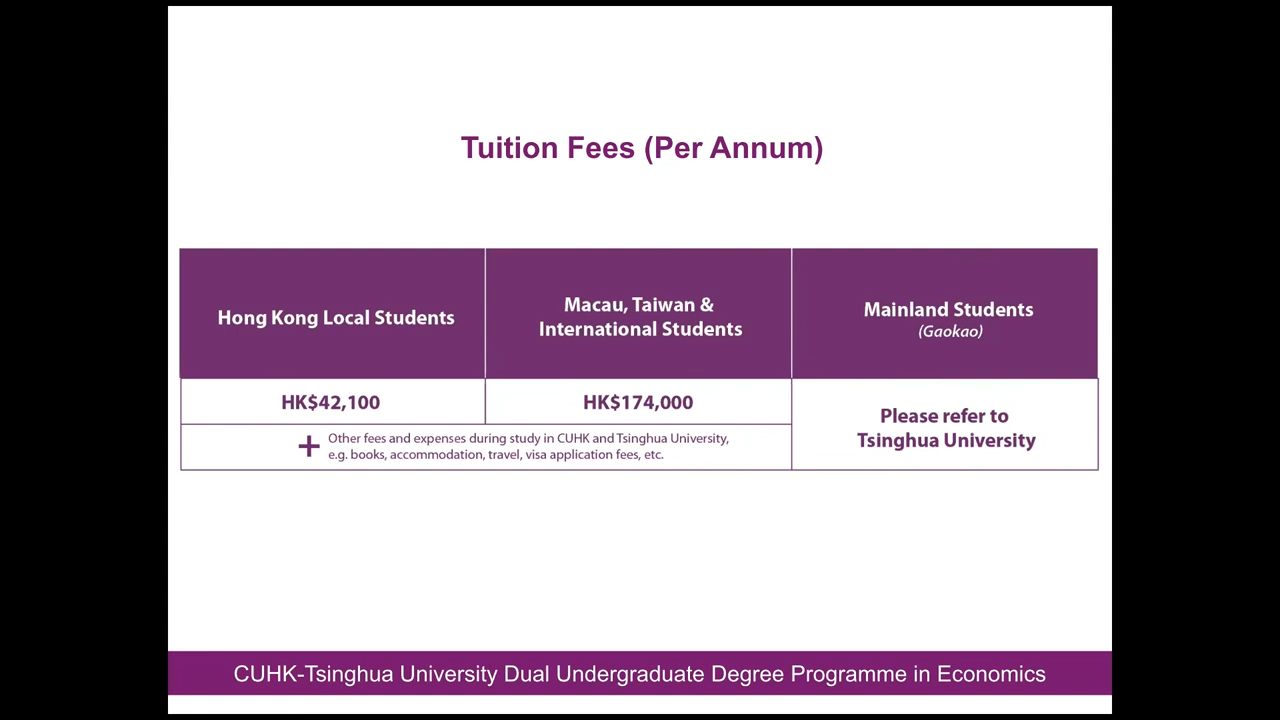 Tuition Fees (Per Annum)
Hong Kong Local Students
Macau, Taiwan &
International Students
Mainland Students
(Gaokao)
HK$42,100
HK$174,000
Please refer to
Tsinghua University
+ Other fees and expenses during study in CUHK and Tsinghua University,
e.g. books, accommodation, travel, visa application fees, etc.
CUHK-Tsinghua University Dual Undergraduate Degree Programme in Economics